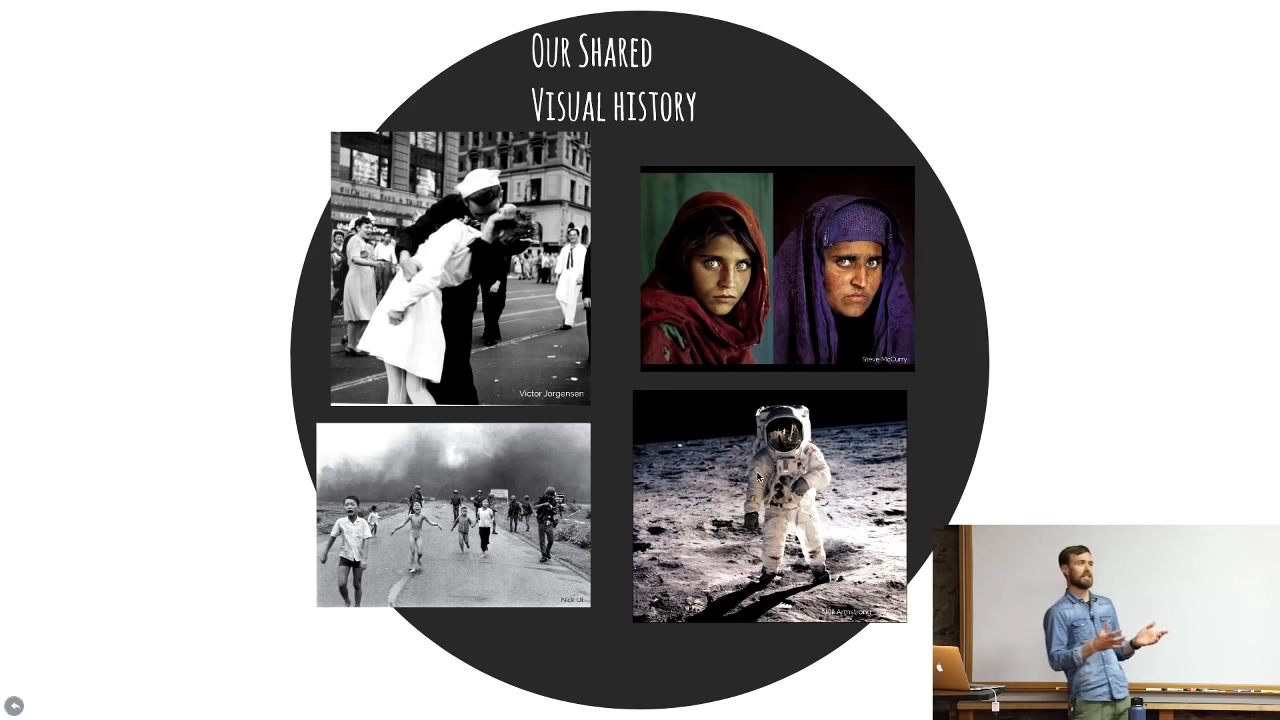 Our Shared
Visual history
Victor Jorgensen
Steve McCurry
Nick Ut
Neil Armstrong